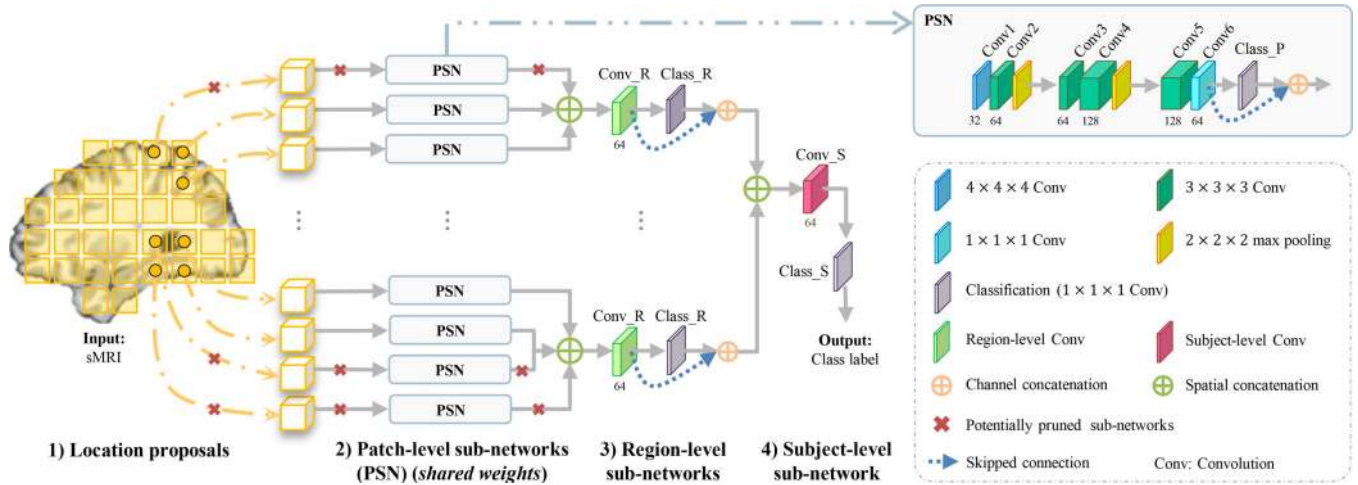 PSN
Conv1
Conv2
Conv3
Conv4
Conv5
Conv6
Class_P
32
64
64
128
128
64
PSN
PSN
PSN
Conv_R
Class_R
64
Conv_S
64
Class_S
PSN
PSN
PSN
PSN
Conv_R
Class_R
64
Input:
sMRI
Output:
Class label
1) Location proposals
2) Patch-level sub-networks
(PSN) (shared weights)
3) Region-level
sub-networks
4) Subject-level
sub-network
4 × 4 × 4 Conv
3 × 3 × 3 Conv
1 × 1 × 1 Conv
2 × 2 × 2 max pooling
Classification (1 × 1 × 1 Conv)
Region-level Conv
Subject-level Conv
Channel concatenation
Spatial concatenation
Potentially pruned sub-networks
Skipped connection
Conv: Convolution